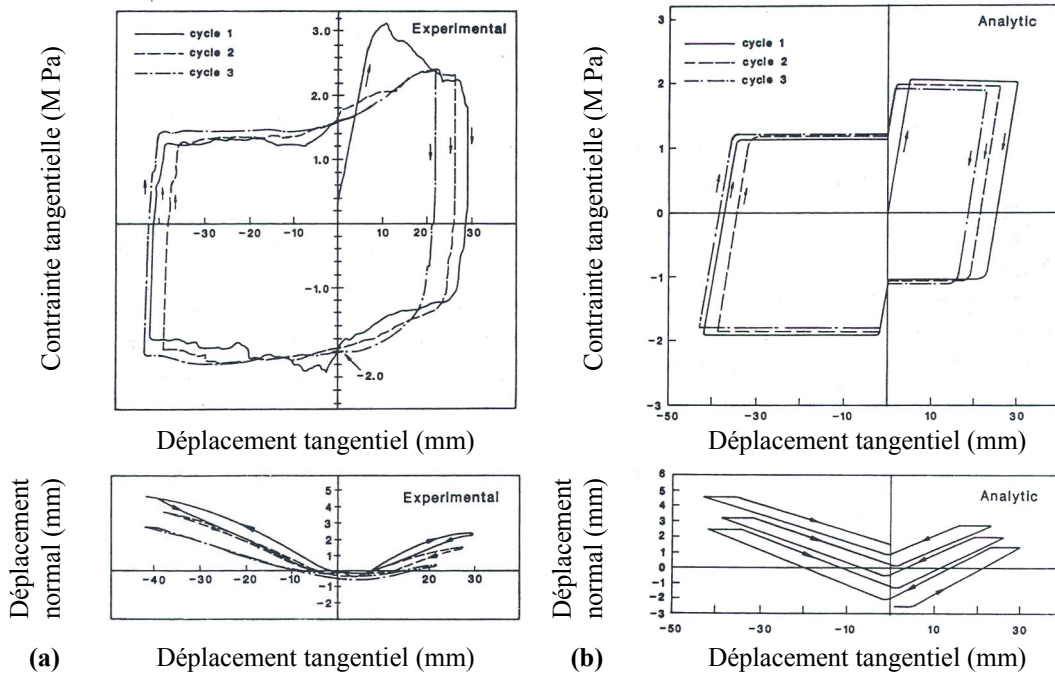 Experimental
cycle 1
cycle 2
cycle 3
3.0
2.0
1.0
-30
-20
-10
0
10
20
30
-1.0
-2.0
Contrainte tangentielle (M Pa)
Déplacement tangentiel (mm)
Analytic
cycle 1
cycle 2
cycle 3
3
2
1
0
-1
-2
-3
-50
-30
-10
10
30
Contrainte tangentielle (M Pa)
Déplacement tangentiel (mm)
Experimental
5
4
3
2
1
0
-1
-2
-40
-30
-20
-10
10
20
30
Déplacement
normal (mm)
(a)
Déplacement tangentiel (mm)
Analytic
6
5
4
3
2
1
0
-1
-2
-3
-50
-30
-10
10
30
Déplacement
normal (mm)
(b)
Déplacement tangentiel (mm)